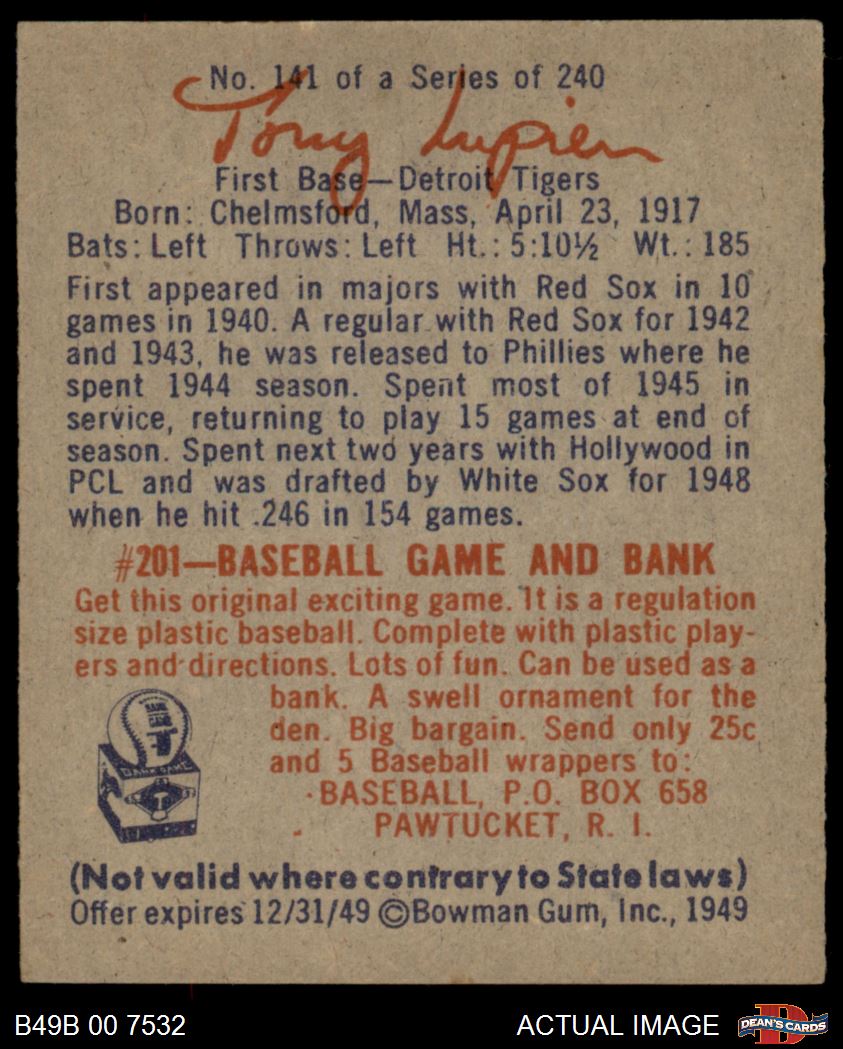 No. 141 of a Series of 240
Tony Lupien
First Base—Detroit Tigers
Born: Chelmsford, Mass, April 23, 1917
Bats: Left Throws: Left Ht.: 5:10½ Wt.: 185
First appeared in majors with Red Sox in 10
games in 1940. A regular with Red Sox for 1942
and 1943, he was released to Phillies where he
spent 1944 season. Spent most of 1945 in
service, returning to play 15 games at end of
season. Spent next two years with Hollywood in
PCL and was drafted by White Sox for 1948
when he hit .246 in 154 games.
#201—BASEBALL GAME AND BANK
Get this original exciting game. It is a regulation
size plastic baseball. Complete with plastic play-
ers and directions. Lots of fun. Can be used as a
bank. A swell ornament for the
den. Big bargain. Send only 25c
and 5 Baseball wrappers to:
BASEBALL, P.O. BOX 658
PAWTUCKET, R. I.
BANK GAME
(Not valid where contrary to State laws)
Offer expires 12/31/49 ©Bowman Gum, Inc., 1949
B49B 00 7532
ACTUAL IMAGE
DEAN'S CARDS